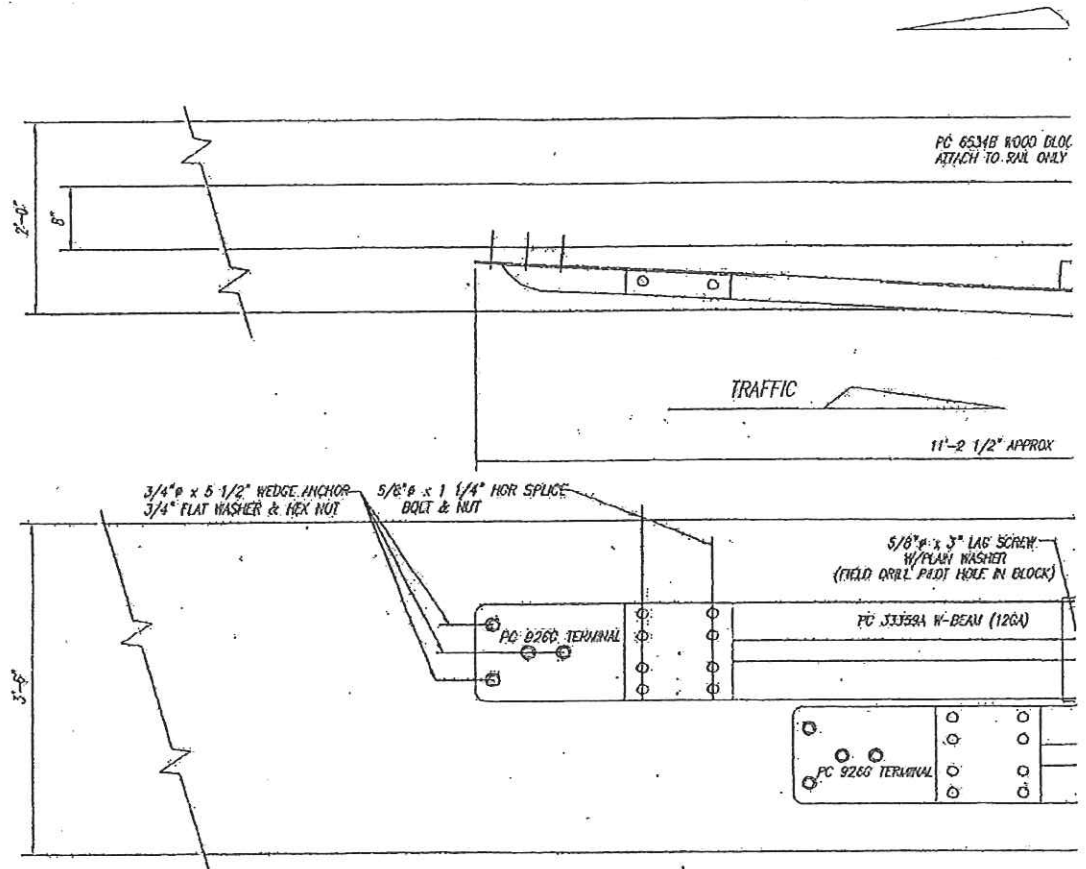 PC 6534B WOOD BLOC
ATTACH TO RAIL ONLY
2'-0"
8"
TRAFFIC
11'-2 1/2" APPROX
3/4"ø x 5 1/2" WEDGE ANCHOR
3/4" FLAT WASHER & HEX NUT
5/8"ø x 1 1/4" HGR SPLICE
BOLT & NUT
5/8"ø x 3" LAG SCREW
W/PLAIN WASHER
(FIELD DRILL PILOT HOLE IN BLOCK)
PC 926G TERMINAL
PC 33359A W-BEAM (12GA)
3'-6"
PC 926G TERMINAL